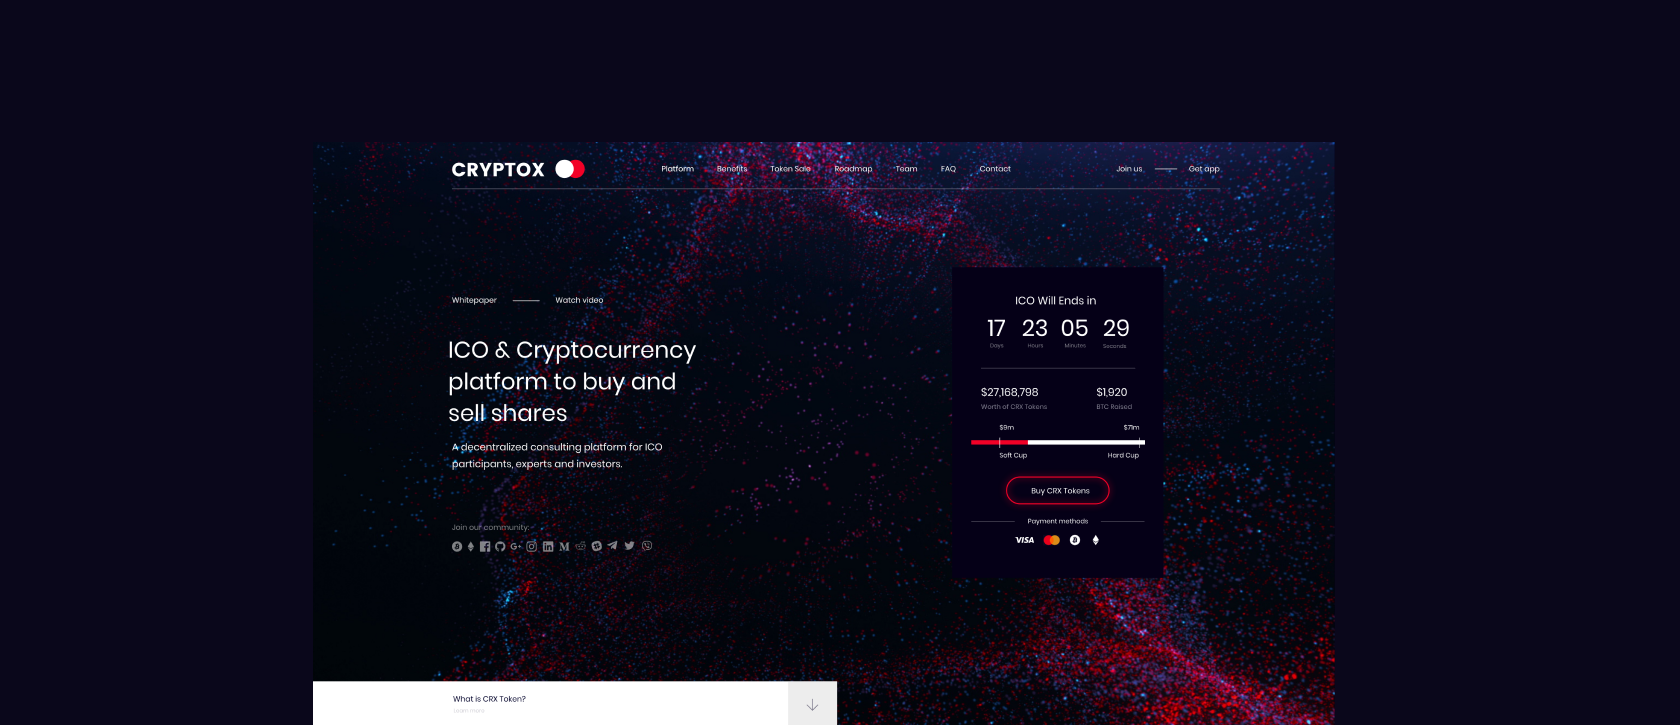 CRYPTOX
Platform Benefits Token Sale Roadmap Team FAQ Contact
Join us Get app
Whitepaper Watch video
ICO & Cryptocurrency
platform to buy and
sell shares
A decentralized consulting platform for ICO
participants, experts and investors.
Join our community:
ICO Will Ends in
17 23 05 29
Days Hours Minutes Seconds
$27,168,798 $1,920
Worth of CRX Tokens BTC Raised
$9m $71m
Soft Cup Hard Cup
Buy CRX Tokens
Payment methods
VISA
What is CRX Token?
Learn more